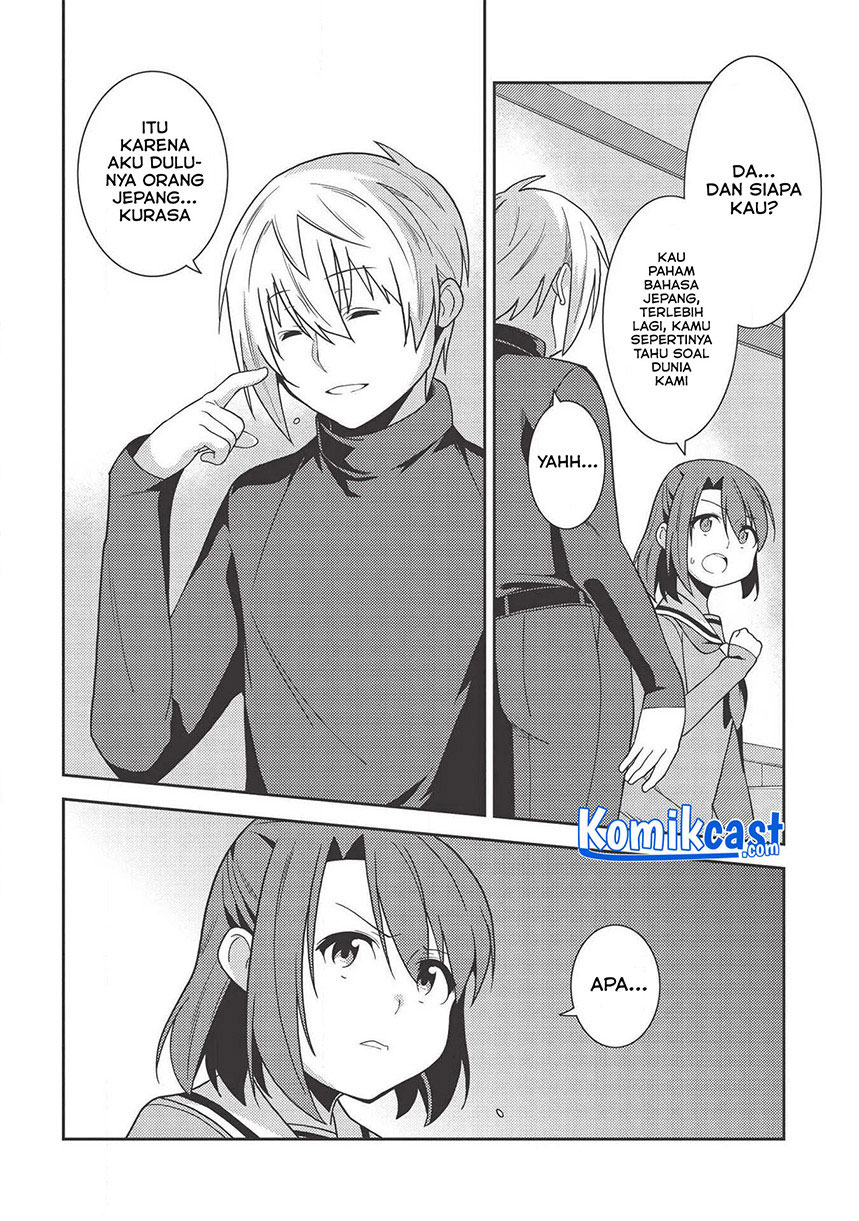 DA...
DAN SIAPA
KAU?
KAU
PAHAM
BAHASA
JEPANG,
TERLEBIH
LAGI, KAMU
SEPERTINYA
TAHU SOAL
DUNIA
KAMI
YAHH...
ITU
KARENA
AKU DULU-
NYA ORANG
JEPANG...
KURASA
Komikcast
.com
APA...